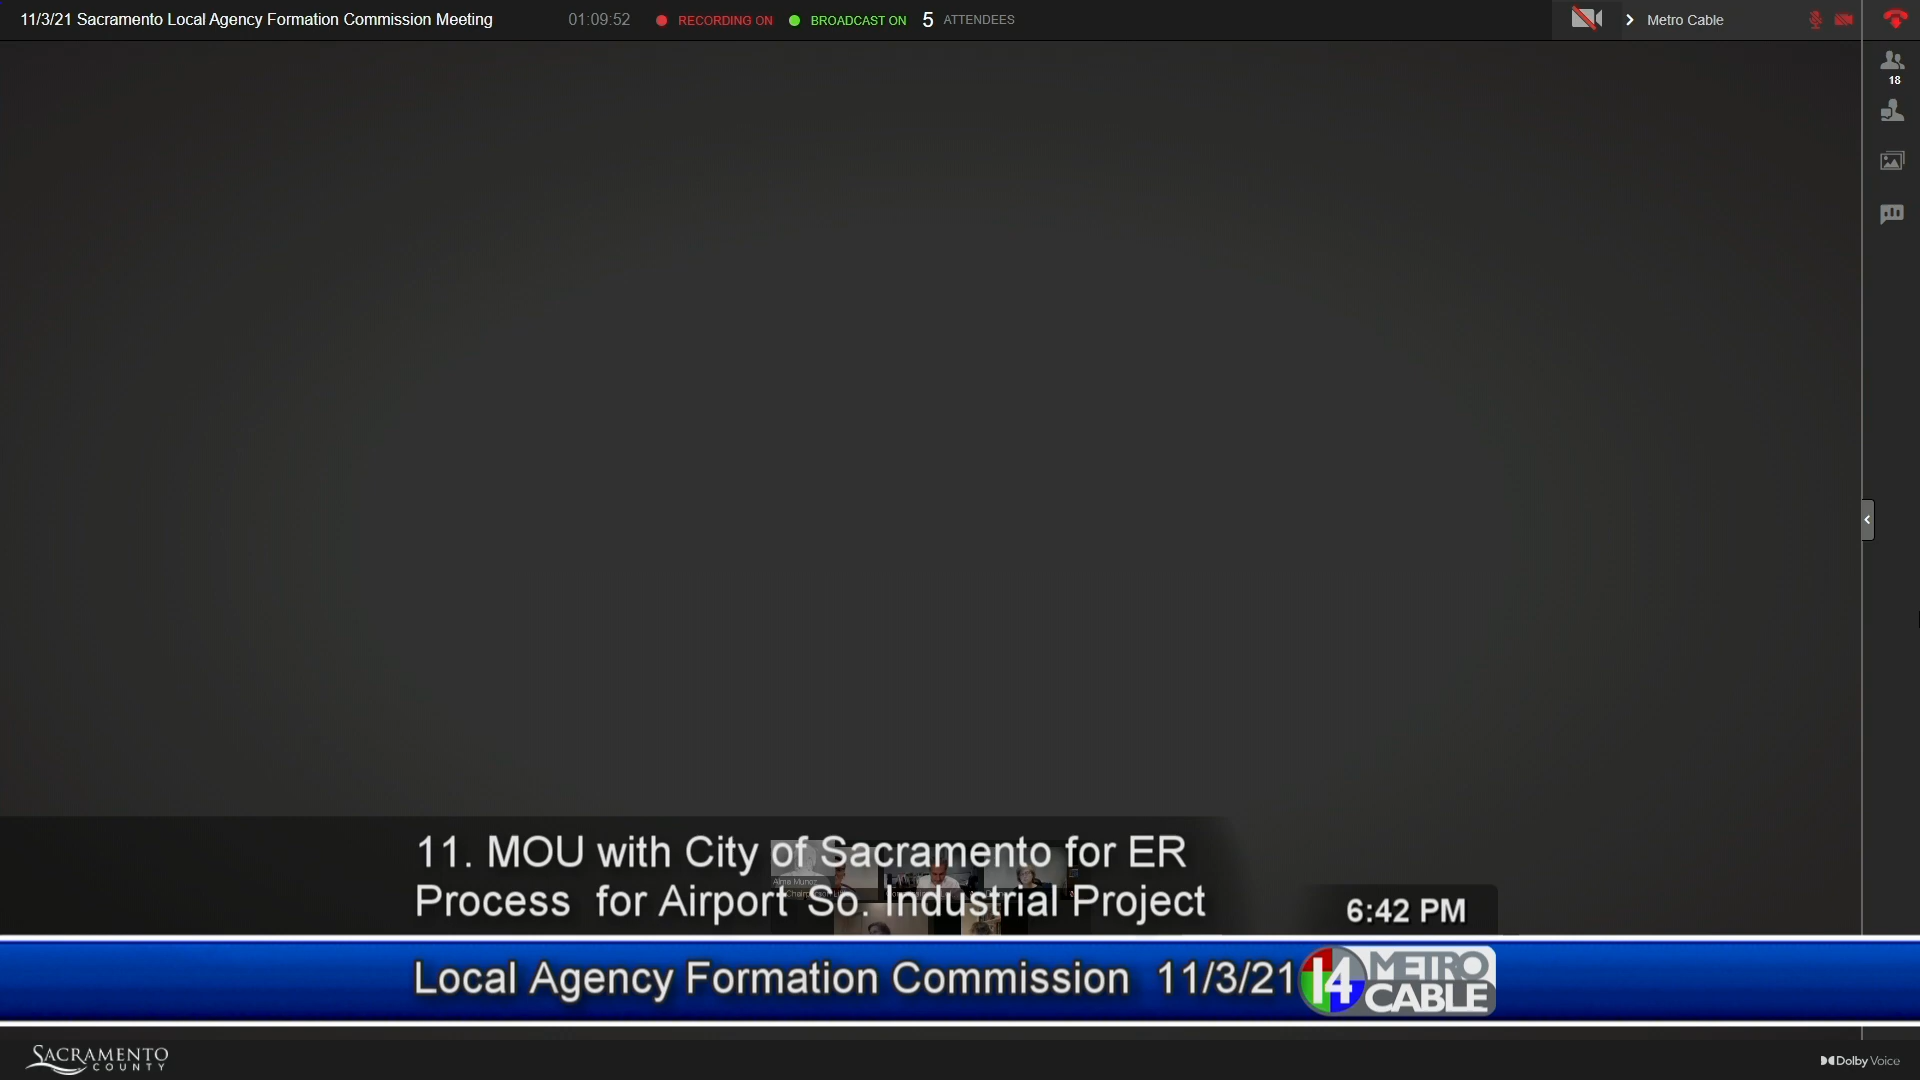 11/3/21 Sacramento Local Agency Formation Commission Meeting 01:09:52 RECORDING ON BROADCAST ON 5 ATTENDEES Metro Cable
18
11. MOU with City of Sacramento for ER
Process for Airport So. Industrial Project
Alma Munoz
6:42 PM
Local Agency Formation Commission 11/3/21
14 METRO
CABLE
SACRAMENTO
COUNTY
Dolby Voice